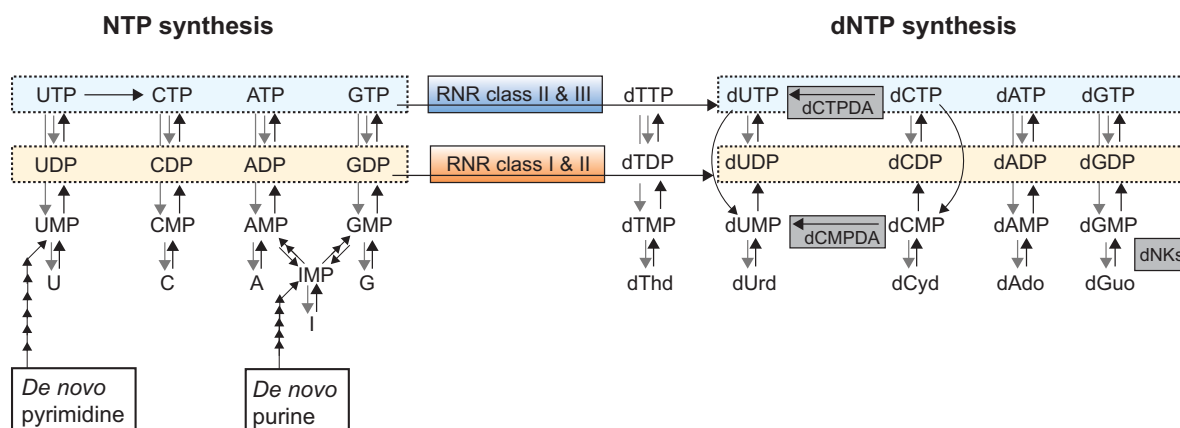 NTP synthesis
dNTP synthesis
UTP CTP ATP GTP RNR class II & III dTTP dUTP dCTP dATP dGTP
dCTPDA
UDP CDP ADP GDP RNR class I & II dTDP dUDP dCDP dADP dGDP
UMP CMP AMP GMP dTMP dUMP dCMP dAMP dGMP
dCMPDA
dNKs
IMP
U C A G dThd dUrd dCyd dAdo dGuo
I
De novo
pyrimidine
De novo
purine